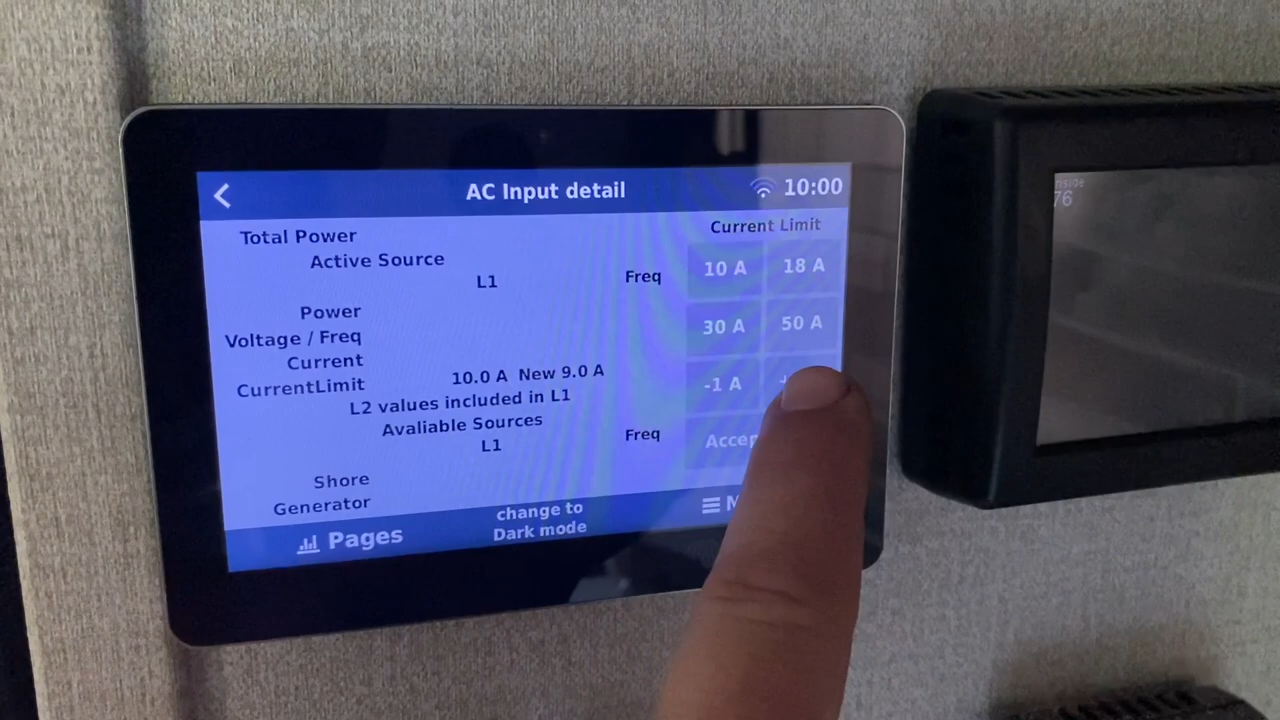 AC Input detail 10:00
Total Power Current Limit
Active Source
L1 Freq 10 A 18 A
Power
Voltage / Freq 30 A 50 A
Current
CurrentLimit 10.0 A New 9.0 A -1 A
L2 values included in L1
Avaliable Sources
L1 Freq
Shore
Generator
Pages change to
Dark mode
76